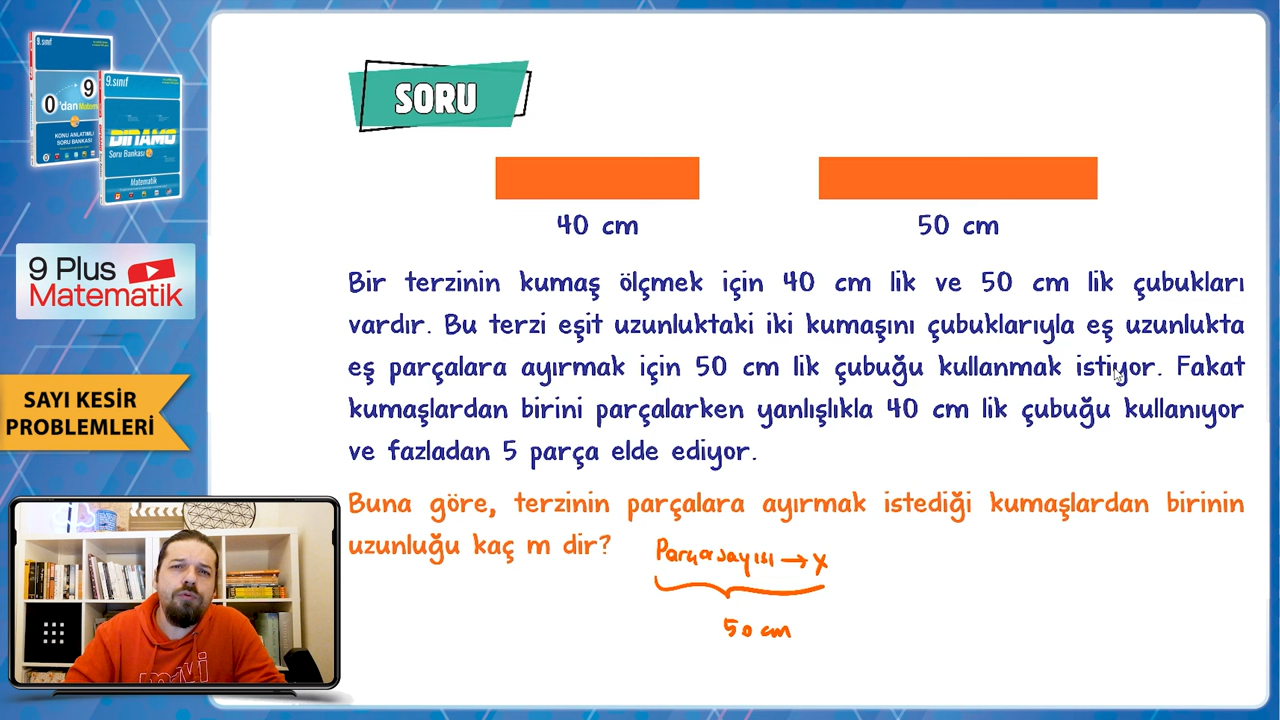 9.sınıf
0'dan 9
KONU ANLATIMLI
SORU BANKASI
9.sınıf
DİNAMO
Soru Bankası
Matematik
9 Plus
Matematik
SAYI KESİR
PROBLEMLERİ
SORU
40 cm
50 cm
Bir terzinin kumaş ölçmek için 40 cm lik ve 50 cm lik çubukları
vardır. Bu terzi eşit uzunluktaki iki kumaşını çubuklarıyla eş uzunlukta
eş parçalara ayırmak için 50 cm lik çubuğu kullanmak istiyor. Fakat
kumaşlardan birini parçalarken yanlışlıkla 40 cm lik çubuğu kullanıyor
ve fazladan 5 parça elde ediyor.
Buna göre, terzinin parçalara ayırmak istediği kumaşlardan birinin
uzunluğu kaç m dir?
Parça sayısı → x
50 cm